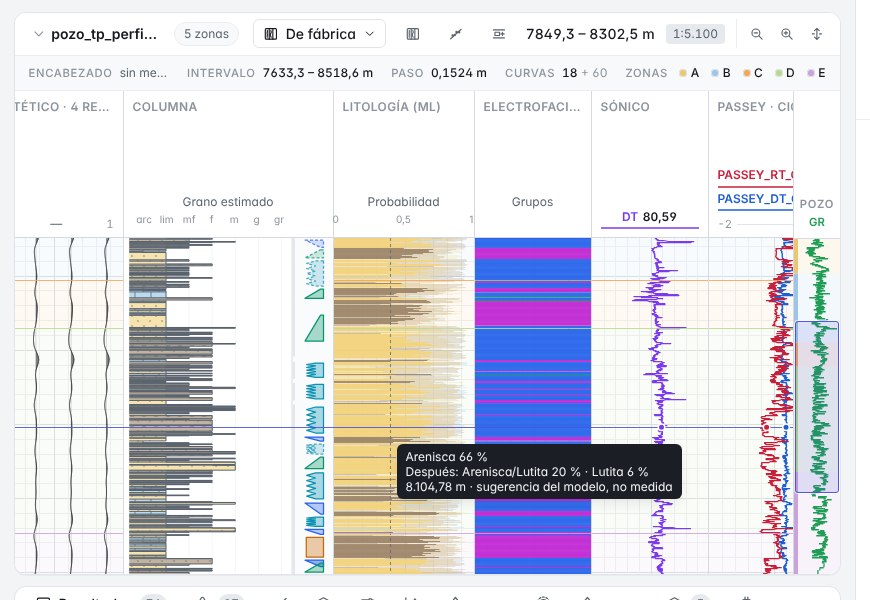 pozo_tp_perfi...
5 zonas
De fábrica
7849,3 – 8302,5 m
1:5.100
ENCABEZADO sin me...
INTERVALO 7633,3 – 8518,6 m
PASO 0,1524 m
CURVAS 18 + 60
ZONAS A B C D E
TÉTICO · 4 RE...
COLUMNA
LITOLOGÍA (ML)
ELECTROFACI...
SÓNICO
PASSEY · CI
PASSEY_RT_
PASSEY_DT_
Grano estimado
Probabilidad
Grupos
DT 80,59
POZO
GR
— 1
arc lim mf f m g gr
0 0,5 1
-2
Arenisca 66 %
Después: Arenisca/Lutita 20 % · Lutita 6 %
8.104,78 m · sugerencia del modelo, no medida